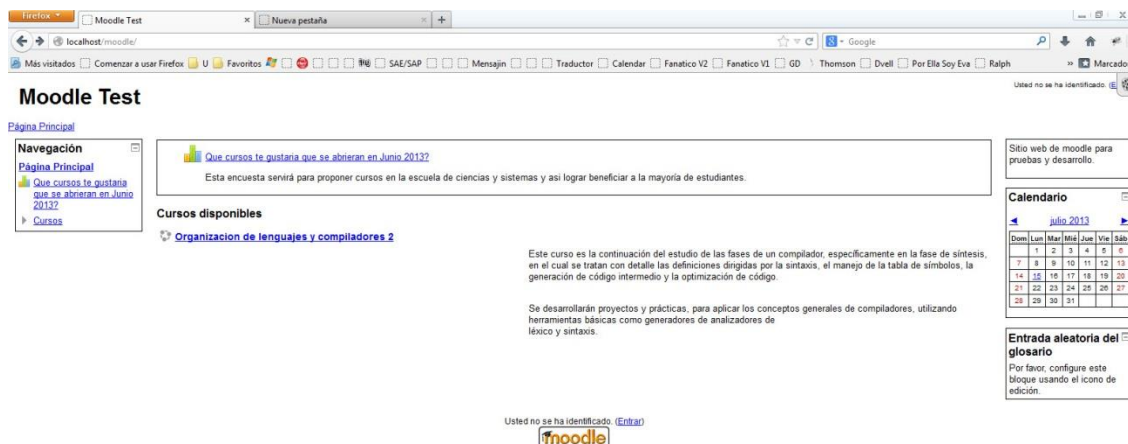 Firefox
Moodle Test
Nueva pestaña
localhost/moodle/
Google
Más visitados Comenzar a usar Firefox U Favoritos SAE/SAP Mensajin Traductor Calendar Fanatico V2 Fanatico V1 GD Thomson Dvell Por Ella Soy Eva Ralph » Marcado
Moodle Test
Usted no se ha identificado. (E
Página Principal
Navegación
Página Principal
Que cursos te gustaria
que se abrieran en Junio
2013?
Cursos
Que cursos te gustaria que se abrieran en Junio 2013?
Esta encuesta servirá para proponer cursos en la escuela de ciencias y sistemas y asi lograr beneficiar a la mayoría de estudiantes.
Cursos disponibles
Organizacion de lenguajes y compiladores 2
Este curso es la continuación del estudio de las fases de un compilador, específicamente en la fase de síntesis,
en el cual se tratan con detalle las definiciones dirigidas por la sintaxis, el manejo de la tabla de símbolos, la
generación de código intermedio y la optimización de código.
Se desarrollarán proyectos y prácticas, para aplicar los conceptos generales de compiladores, utilizando
herramientas básicas como generadores de analizadores de
léxico y sintaxis.
Sitio web de moodle para
pruebas y desarrollo.
Calendario
◄ julio 2013 ►
Dom Lun Mar Mié Jue Vie Sáb
1 2 3 4 5 6
7 8 9 10 11 12 13
14 15 16 17 18 19 20
21 22 23 24 25 26 27
28 29 30 31
Entrada aleatoria del
glosario
Por favor, configure este
bloque usando el icono de
edición.
Usted no se ha identificado. (Entrar)
moodle